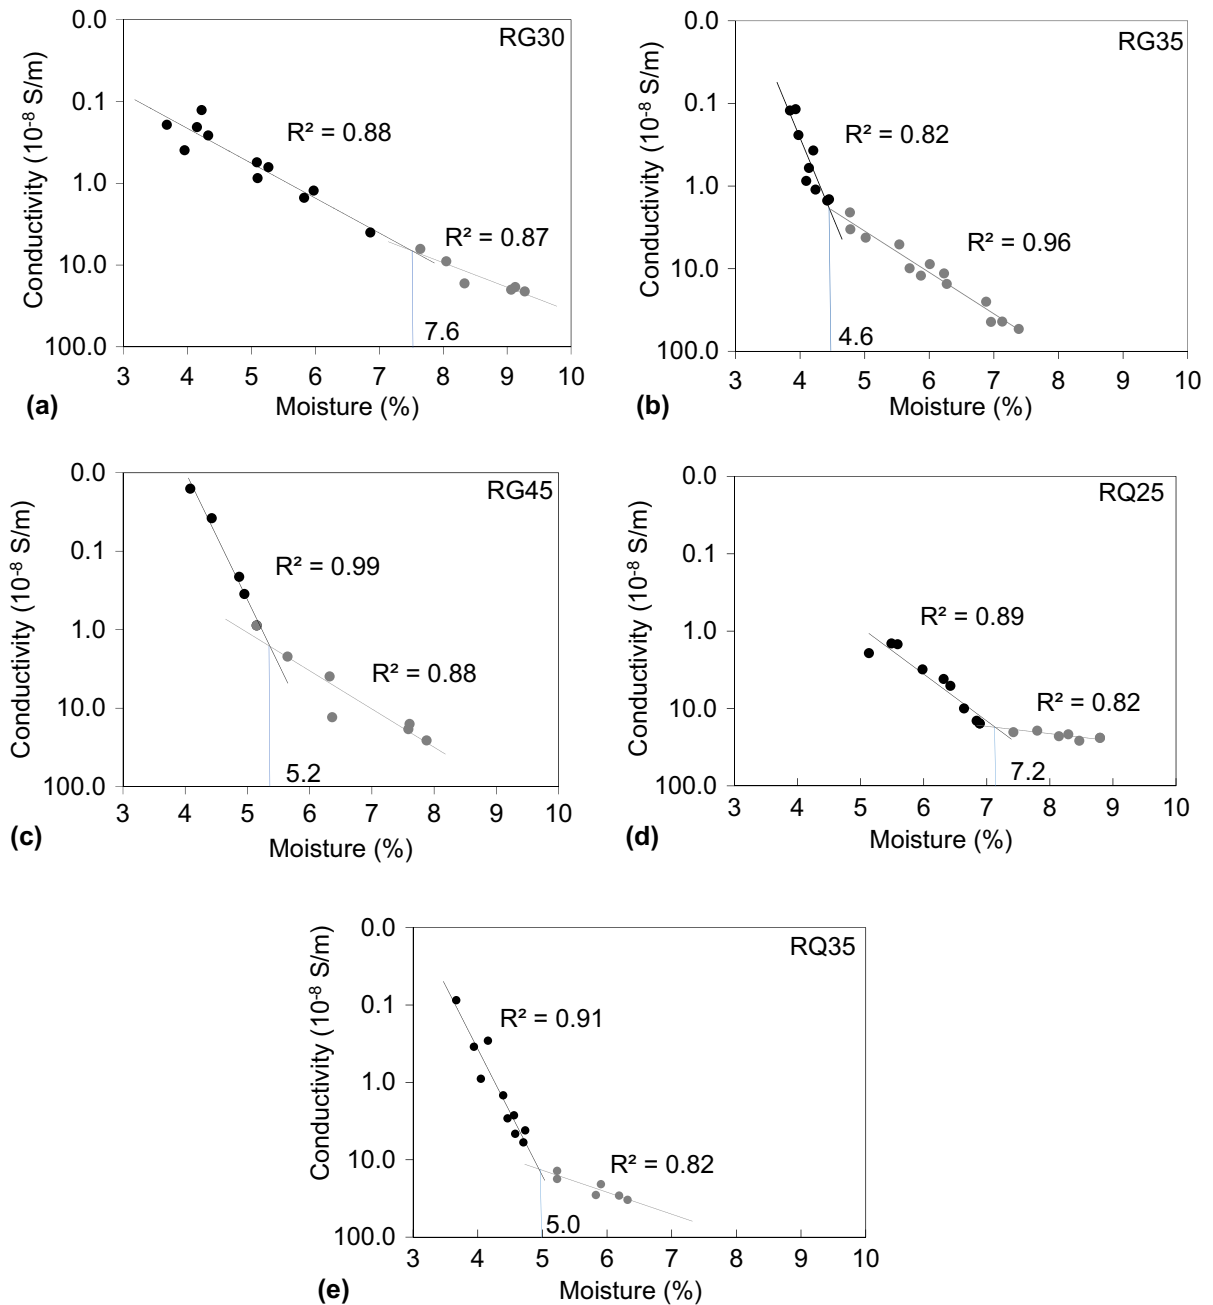 0.0
0.1
1.0
10.0
100.0
Conductivity (10⁻⁸ S/m)
RG30
R² = 0.88
R² = 0.87
7.6
3 4 5 6 7 8 9 10
Moisture (%)
(a)
0.0
0.1
1.0
10.0
100.0
Conductivity (10⁻⁸ S/m)
RG35
R² = 0.82
R² = 0.96
4.6
3 4 5 6 7 8 9 10
Moisture (%)
(b)
0.0
0.1
1.0
10.0
100.0
Conductivity (10⁻⁸ S/m)
RG45
R² = 0.99
R² = 0.88
5.2
3 4 5 6 7 8 9 10
Moisture (%)
(c)
0.0
0.1
1.0
10.0
100.0
Conductivity (10⁻⁸ S/m)
RQ25
R² = 0.89
R² = 0.82
7.2
3 4 5 6 7 8 9 10
Moisture (%)
(d)
0.0
0.1
1.0
10.0
100.0
Conductivity (10⁻⁸ S/m)
RQ35
R² = 0.91
R² = 0.82
5.0
3 4 5 6 7 8 9 10
Moisture (%)
(e)